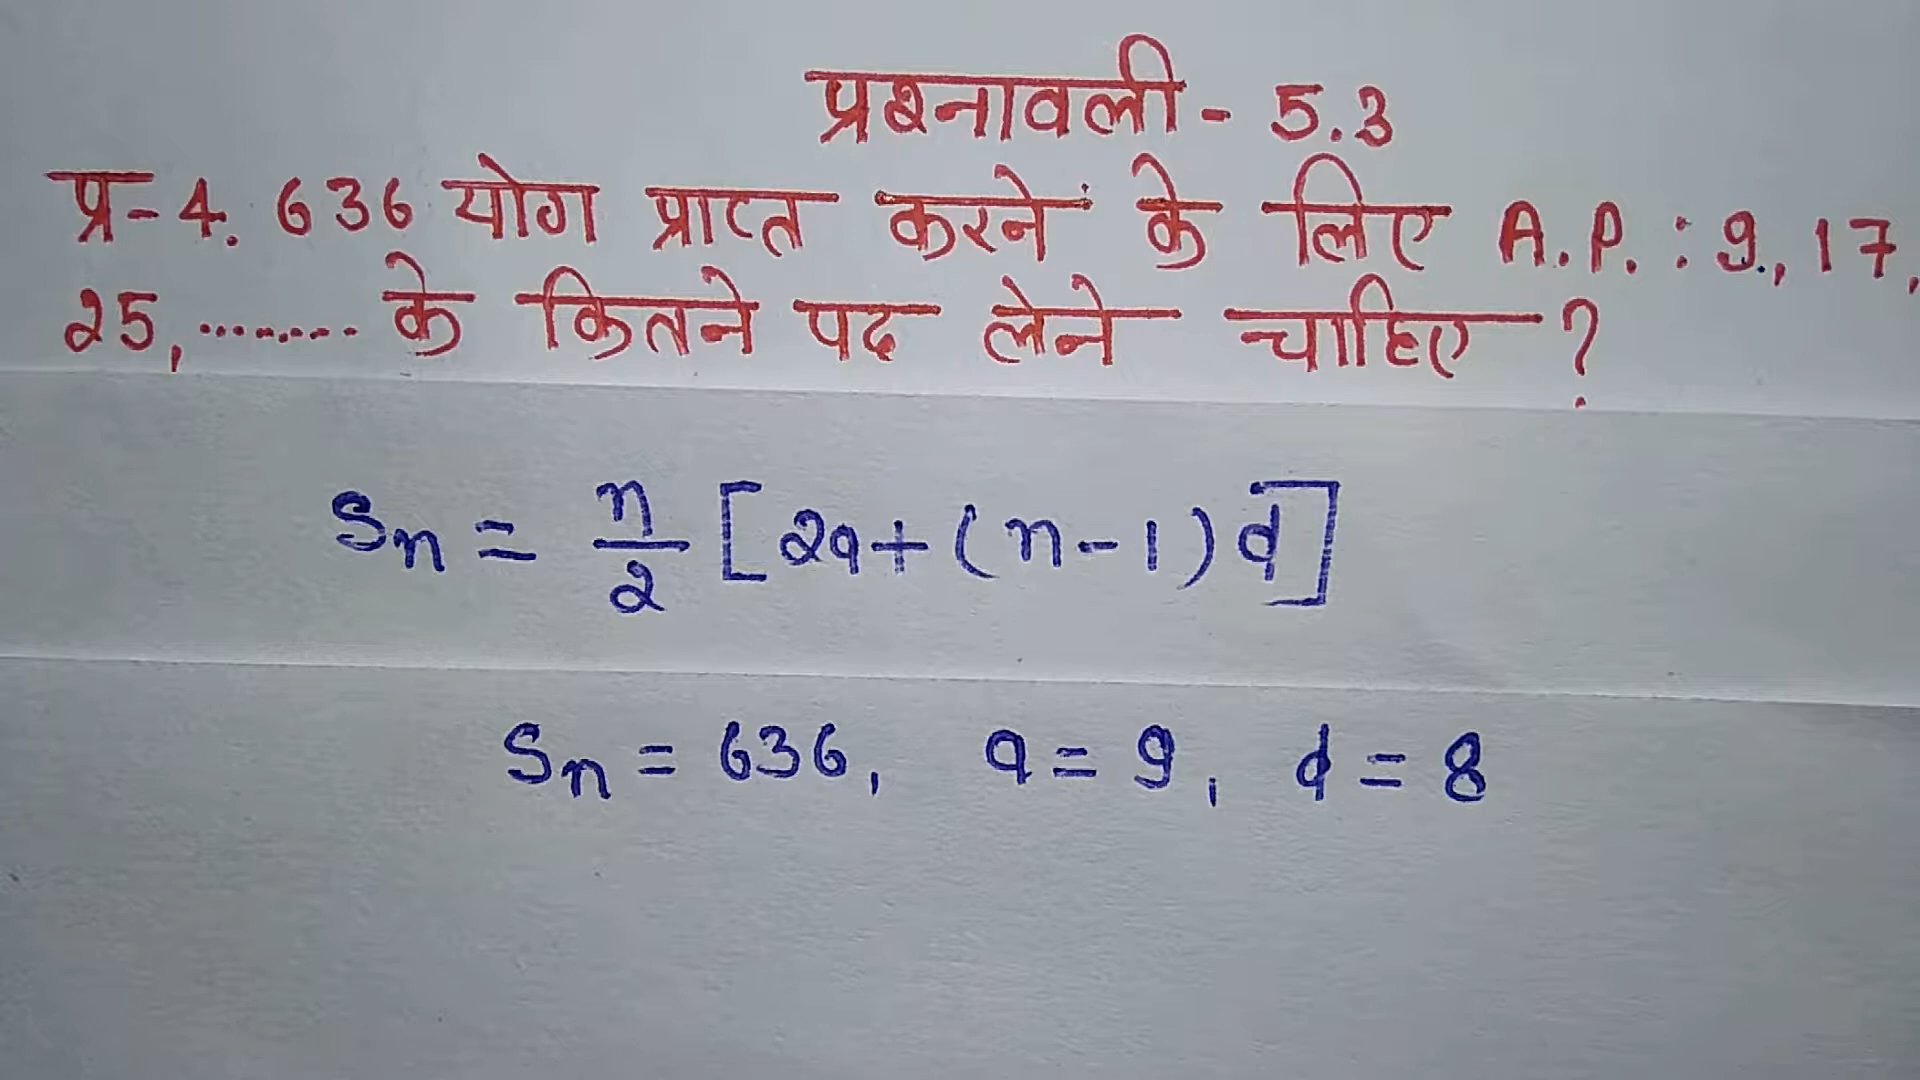 प्रश्नावली - 5.3
प्र-4. 636 योग प्राप्त करने के लिए A.P. : 9, 17,
25, ........ के कितने पद लेने चाहिए ?
Sn = n/2 [2a + (n-1) d]
Sn = 636, a = 9, d = 8